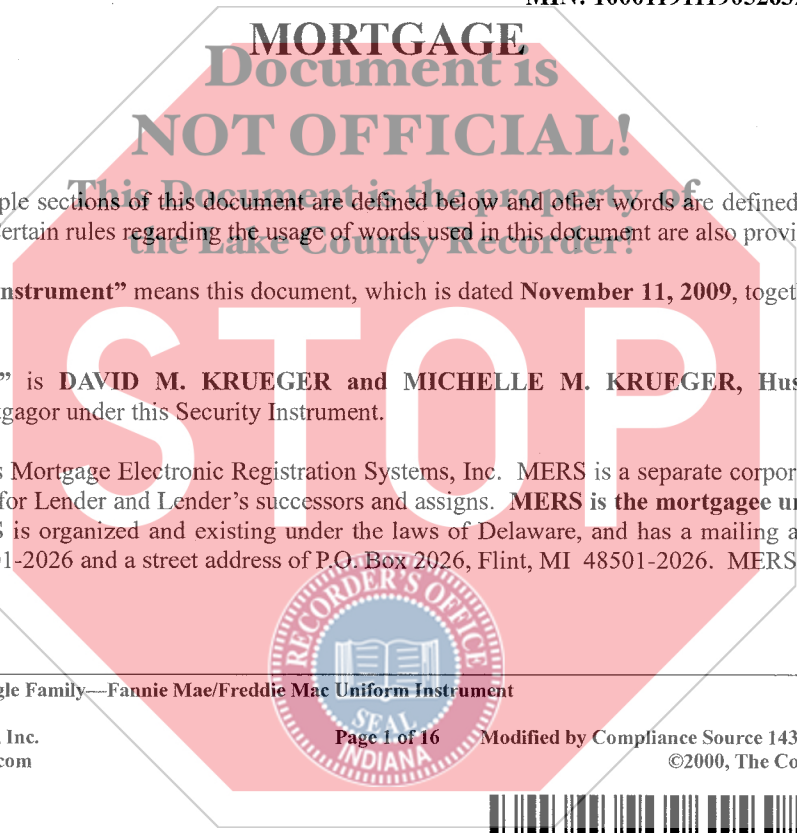 MORTGAGE
Document is
NOT OFFICIAL!
This Document is the property of
the Lake County Recorder!
ple sections of this document are defined below and other words are defined
ertain rules regarding the usage of words used in this document are also provi
nstrument” means this document, which is dated November 11, 2009, toget
” is DAVID M. KRUEGER and MICHELLE M. KRUEGER, Hus
tgagor under this Security Instrument.
STOP
s Mortgage Electronic Registration Systems, Inc. MERS is a separate corpor
for Lender and Lender’s successors and assigns. MERS is the mortgagee un
S is organized and existing under the laws of Delaware, and has a mailing a
01-2026 and a street address of P.O. Box 2026, Flint, MI 48501-2026. MERS
RECORDER'S OFFICE
SEAL
INDIANA
gle Family—Fannie Mae/Freddie Mac Uniform Instrument
, Inc.
Page 1 of 16
Modified by Compliance Source 143
com
©2000, The Co